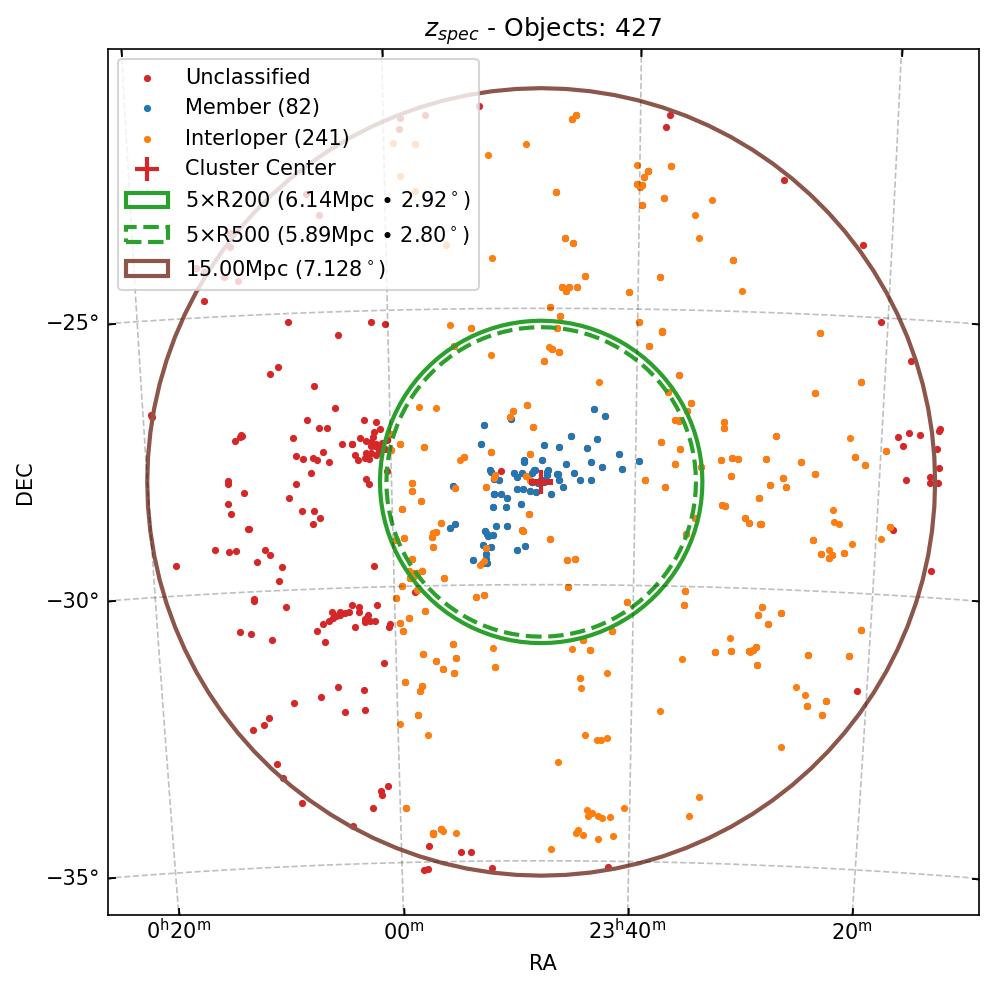 z_spec - Objects: 427
Unclassified
Member (82)
Interloper (241)
Cluster Center
5×R200 (6.14Mpc • 2.92°)
5×R500 (5.89Mpc • 2.80°)
15.00Mpc (7.128°)
−25°
−30°
−35°
DEC
0ʰ20ᵐ 00ᵐ 23ʰ40ᵐ 20ᵐ
RA